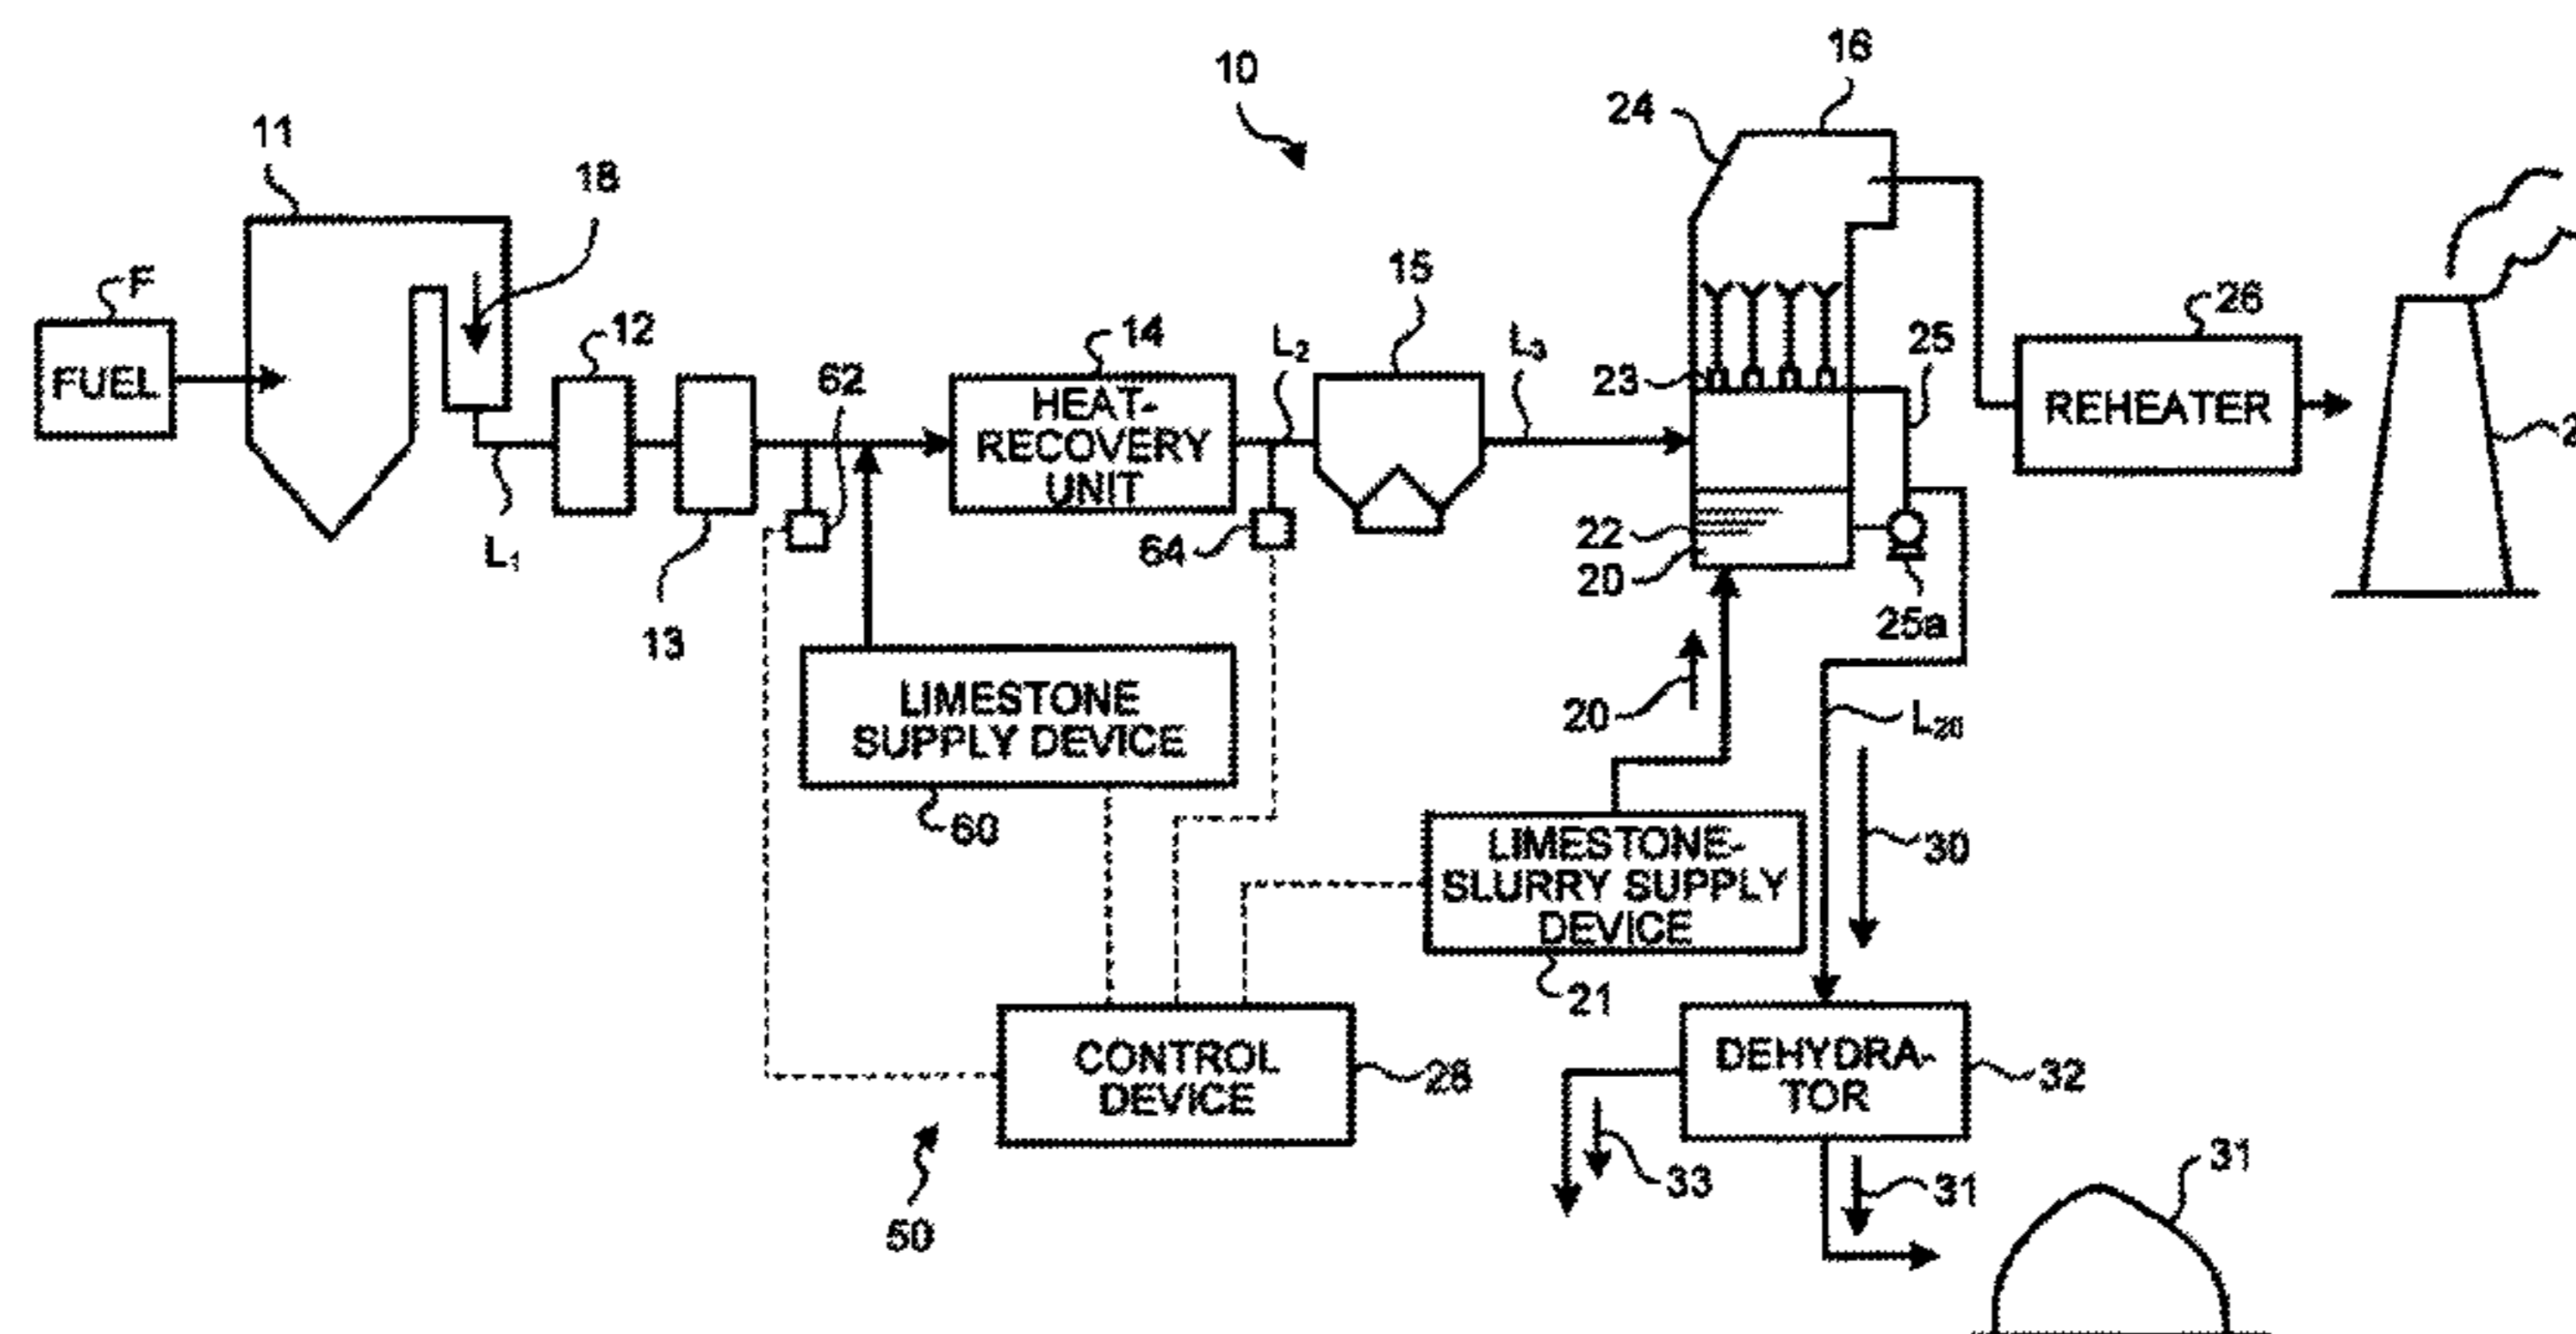 10
16
24
11
18
F
FUEL
12
62
14
HEAT-
RECOVERY
UNIT
L2
15
L3
23
25
26
REHEATER
22
20
64
L1
13
25a
LIMESTONE
SUPPLY DEVICE
60
20
L20
LIMESTONE-
SLURRY SUPPLY
DEVICE
21
30
CONTROL
DEVICE
28
DEHYDRA-
TOR
32
33
31
31
50